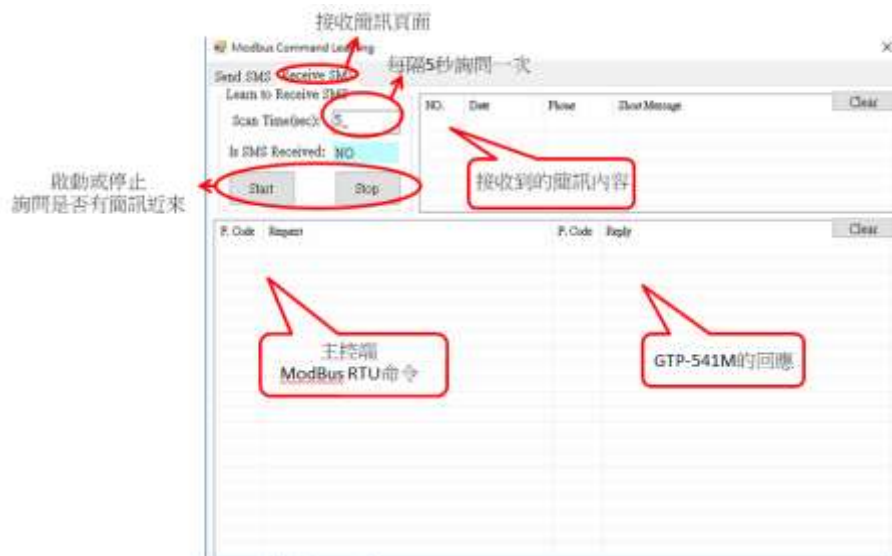 接收簡訊頁面
Modbus Command Learning
每隔5秒詢問一次
Send SMS Receive SMS
Learn to Receive SMS
Scan Time(sec): 5
Is SMS Received: NO
Start Stop
NO. Date Phone Short Message Clear
接收到的簡訊內容
啟動或停止
詢問是否有簡訊近來
F. Code Request F. Code Reply Clear
主控端
ModBus RTU命令
GTP-541M的回應